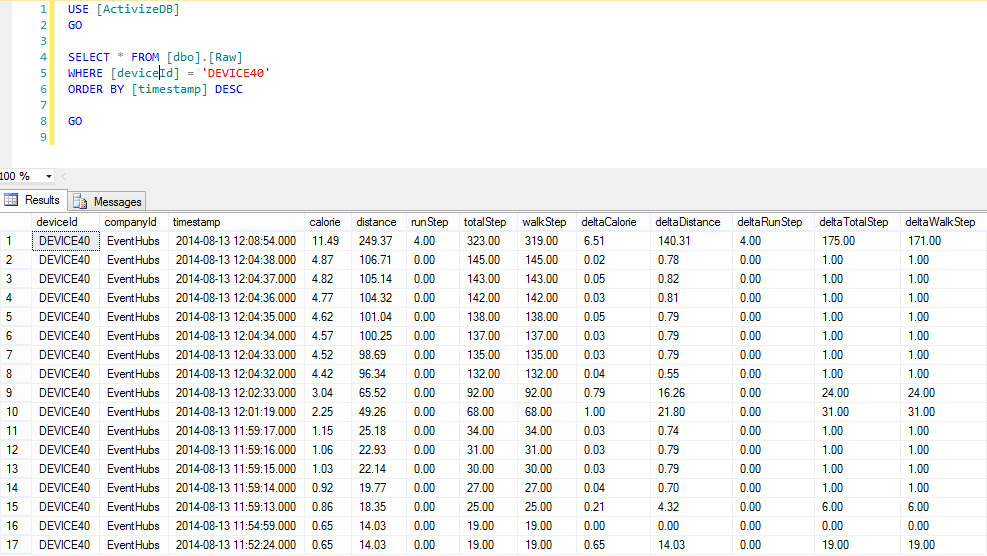 1 USE [ActivizeDB]
2 GO
3
4 SELECT * FROM [dbo].[Raw]
5 WHERE [deviceId] = 'DEVICE40'
6 ORDER BY [timestamp] DESC
7
8 GO
9
100 %
Results Messages
deviceId companyId timestamp calorie distance runStep totalStep walkStep deltaCalorie deltaDistance deltaRunStep deltaTotalStep deltaWalkStep
1 DEVICE40 EventHubs 2014-08-13 12:08:54.000 11.49 249.37 4.00 323.00 319.00 6.51 140.31 4.00 175.00 171.00
2 DEVICE40 EventHubs 2014-08-13 12:04:38.000 4.87 106.71 0.00 145.00 145.00 0.02 0.78 0.00 1.00 1.00
3 DEVICE40 EventHubs 2014-08-13 12:04:37.000 4.82 105.14 0.00 143.00 143.00 0.05 0.82 0.00 1.00 1.00
4 DEVICE40 EventHubs 2014-08-13 12:04:36.000 4.77 104.32 0.00 142.00 142.00 0.03 0.81 0.00 1.00 1.00
5 DEVICE40 EventHubs 2014-08-13 12:04:35.000 4.62 101.04 0.00 138.00 138.00 0.05 0.79 0.00 1.00 1.00
6 DEVICE40 EventHubs 2014-08-13 12:04:34.000 4.57 100.25 0.00 137.00 137.00 0.03 0.79 0.00 1.00 1.00
7 DEVICE40 EventHubs 2014-08-13 12:04:33.000 4.52 98.69 0.00 135.00 135.00 0.03 0.79 0.00 1.00 1.00
8 DEVICE40 EventHubs 2014-08-13 12:04:32.000 4.42 96.34 0.00 132.00 132.00 0.04 0.55 0.00 1.00 1.00
9 DEVICE40 EventHubs 2014-08-13 12:02:33.000 3.04 65.52 0.00 92.00 92.00 0.79 16.26 0.00 24.00 24.00
10 DEVICE40 EventHubs 2014-08-13 12:01:19.000 2.25 49.26 0.00 68.00 68.00 1.00 21.80 0.00 31.00 31.00
11 DEVICE40 EventHubs 2014-08-13 11:59:17.000 1.15 25.18 0.00 34.00 34.00 0.03 0.74 0.00 1.00 1.00
12 DEVICE40 EventHubs 2014-08-13 11:59:16.000 1.06 22.93 0.00 31.00 31.00 0.03 0.79 0.00 1.00 1.00
13 DEVICE40 EventHubs 2014-08-13 11:59:15.000 1.03 22.14 0.00 30.00 30.00 0.03 0.79 0.00 1.00 1.00
14 DEVICE40 EventHubs 2014-08-13 11:59:14.000 0.92 19.77 0.00 27.00 27.00 0.04 0.70 0.00 1.00 1.00
15 DEVICE40 EventHubs 2014-08-13 11:59:13.000 0.86 18.35 0.00 25.00 25.00 0.21 4.32 0.00 6.00 6.00
16 DEVICE40 EventHubs 2014-08-13 11:54:59.000 0.65 14.03 0.00 19.00 19.00 0.00 0.00 0.00 0.00 0.00
17 DEVICE40 EventHubs 2014-08-13 11:52:24.000 0.65 14.03 0.00 19.00 19.00 0.65 14.03 0.00 19.00 19.00